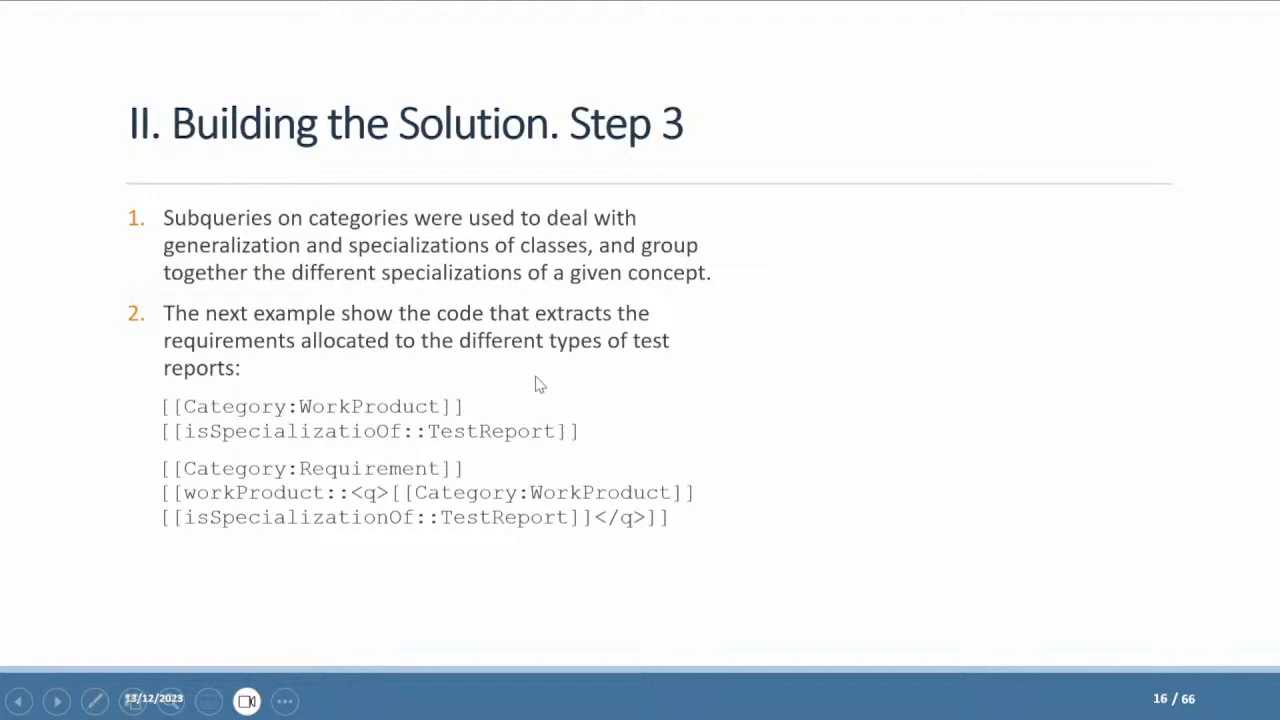 II. Building the Solution. Step 3
1. Subqueries on categories were used to deal with
generalization and specializations of classes, and group
together the different specializations of a given concept.
2. The next example show the code that extracts the
requirements allocated to the different types of test
reports:
[[Category:WorkProduct]]
[[isSpecializatioOf::TestReport]]
[[Category:Requirement]]
[[workProduct::<q>[[Category:WorkProduct]]
[[isSpecializationOf::TestReport]]</q>]]
13/12/2023
16 / 66